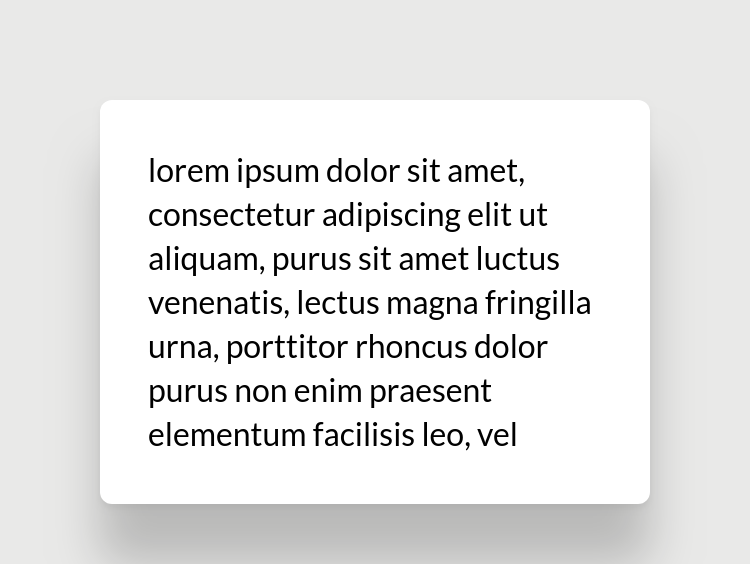 lorem ipsum dolor sit amet,
consectetur adipiscing elit ut
aliquam, purus sit amet luctus
venenatis, lectus magna fringilla
urna, porttitor rhoncus dolor
purus non enim praesent
elementum facilisis leo, vel